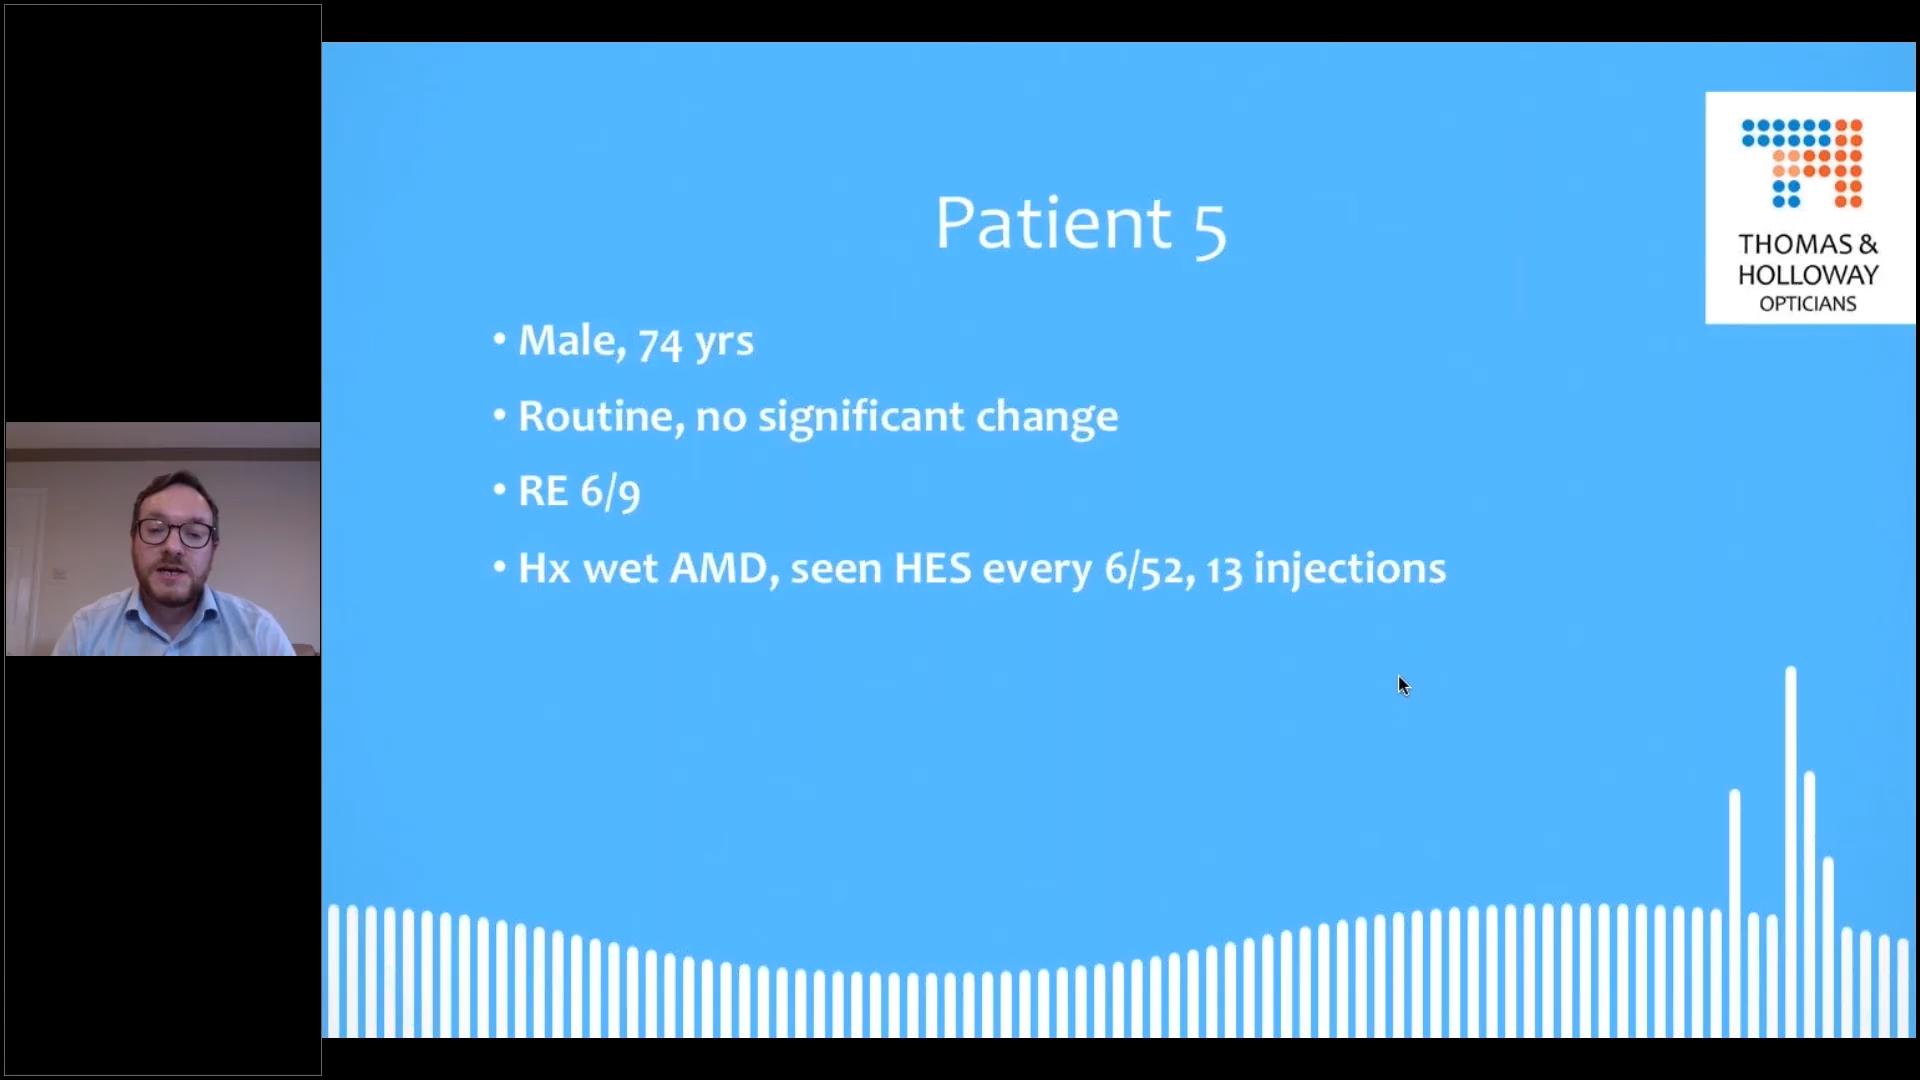 Patient 5
THOMAS &
HOLLOWAY
OPTICIANS
• Male, 74 yrs
• Routine, no significant change
• RE 6/9
• Hx wet AMD, seen HES every 6/52, 13 injections